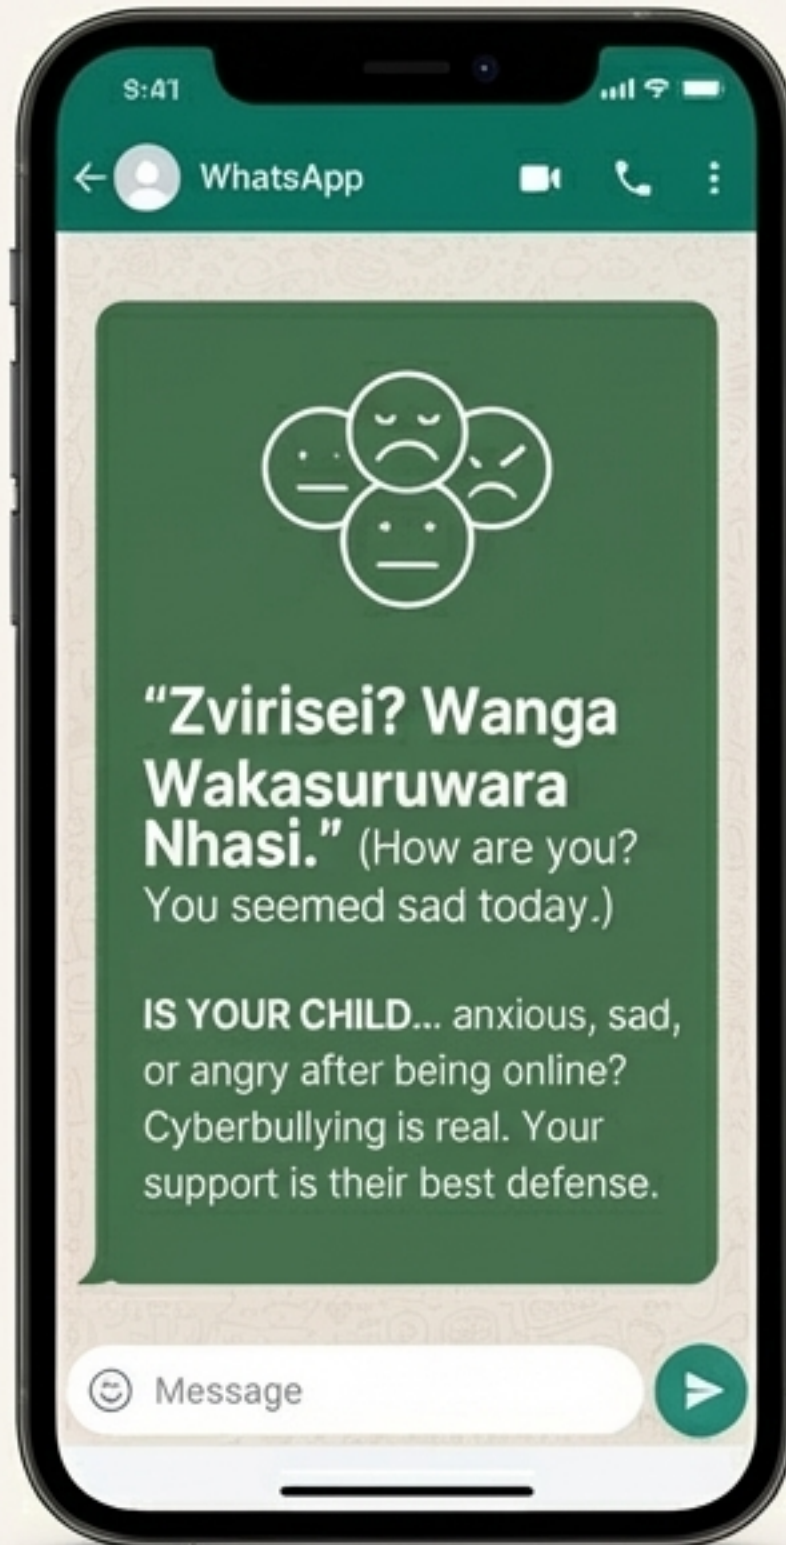 9:41
WhatsApp
“Zvirisei? Wanga
Wakasuruwara
Nhasi.” (How are you?
You seemed sad today.)
IS YOUR CHILD... anxious, sad,
or angry after being online?
Cyberbullying is real. Your
support is their best defense.
Message